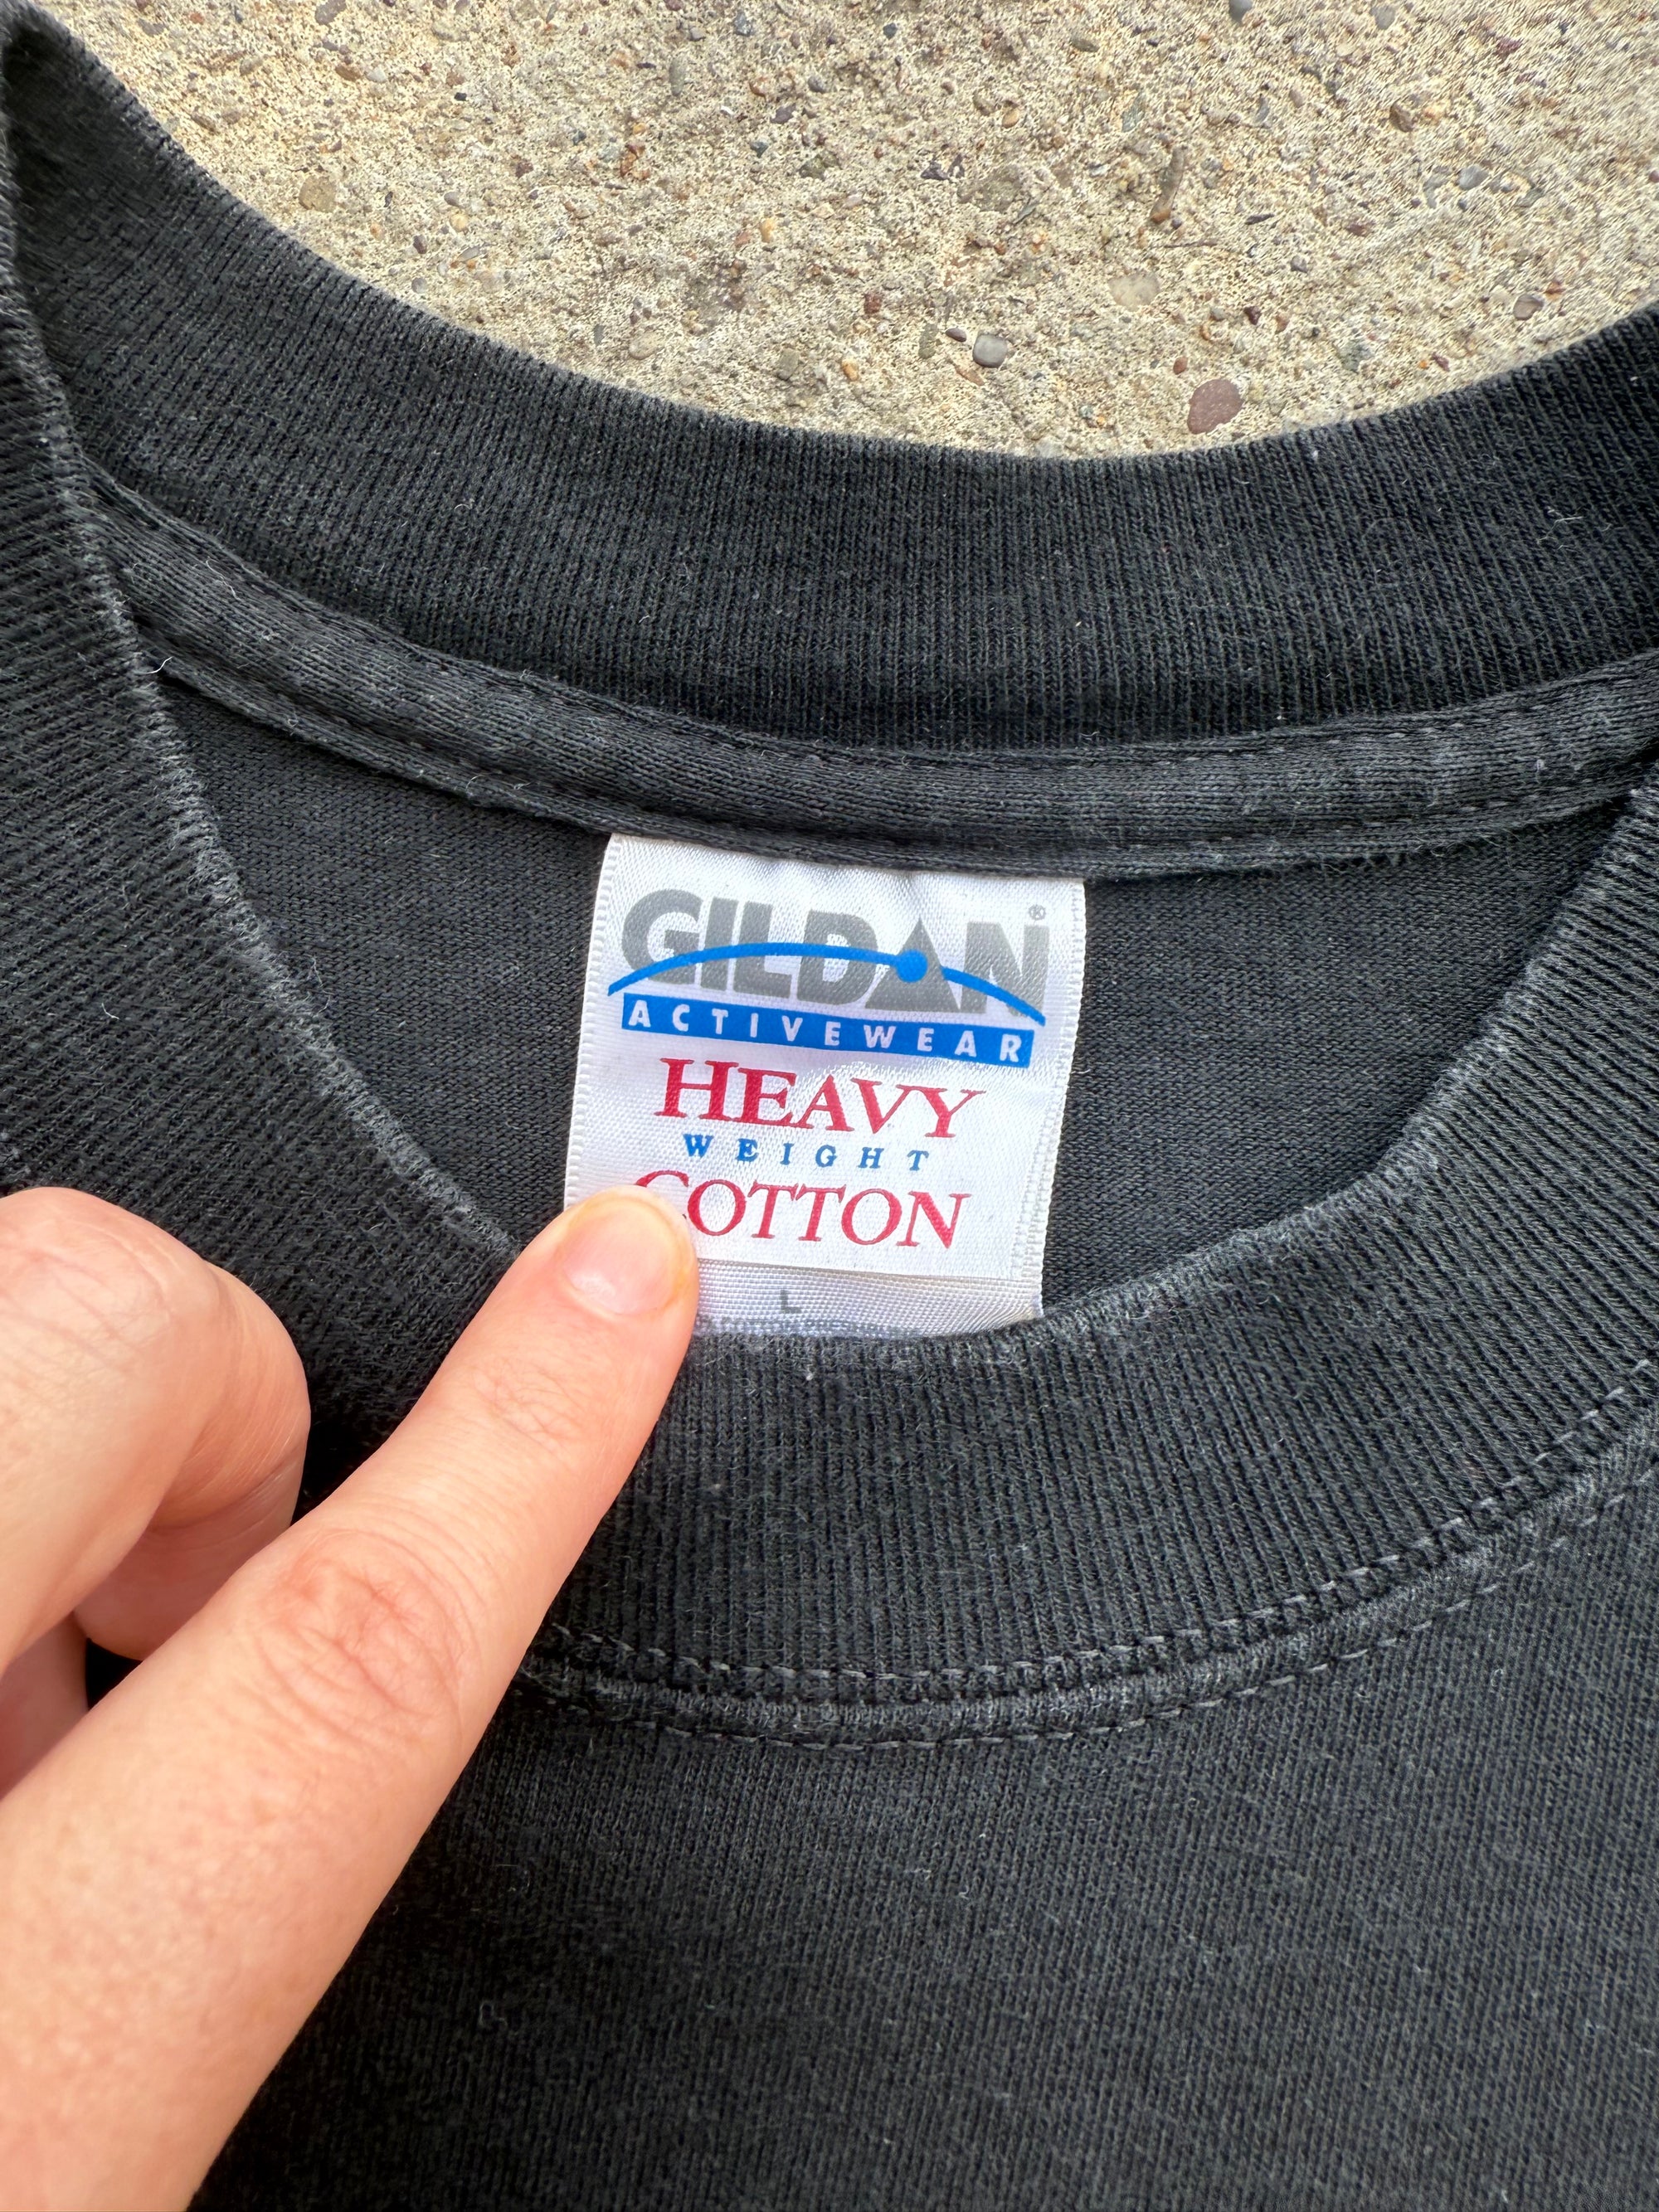 GILDAN®
ACTIVEWEAR
HEAVY
WEIGHT
COTTON
L